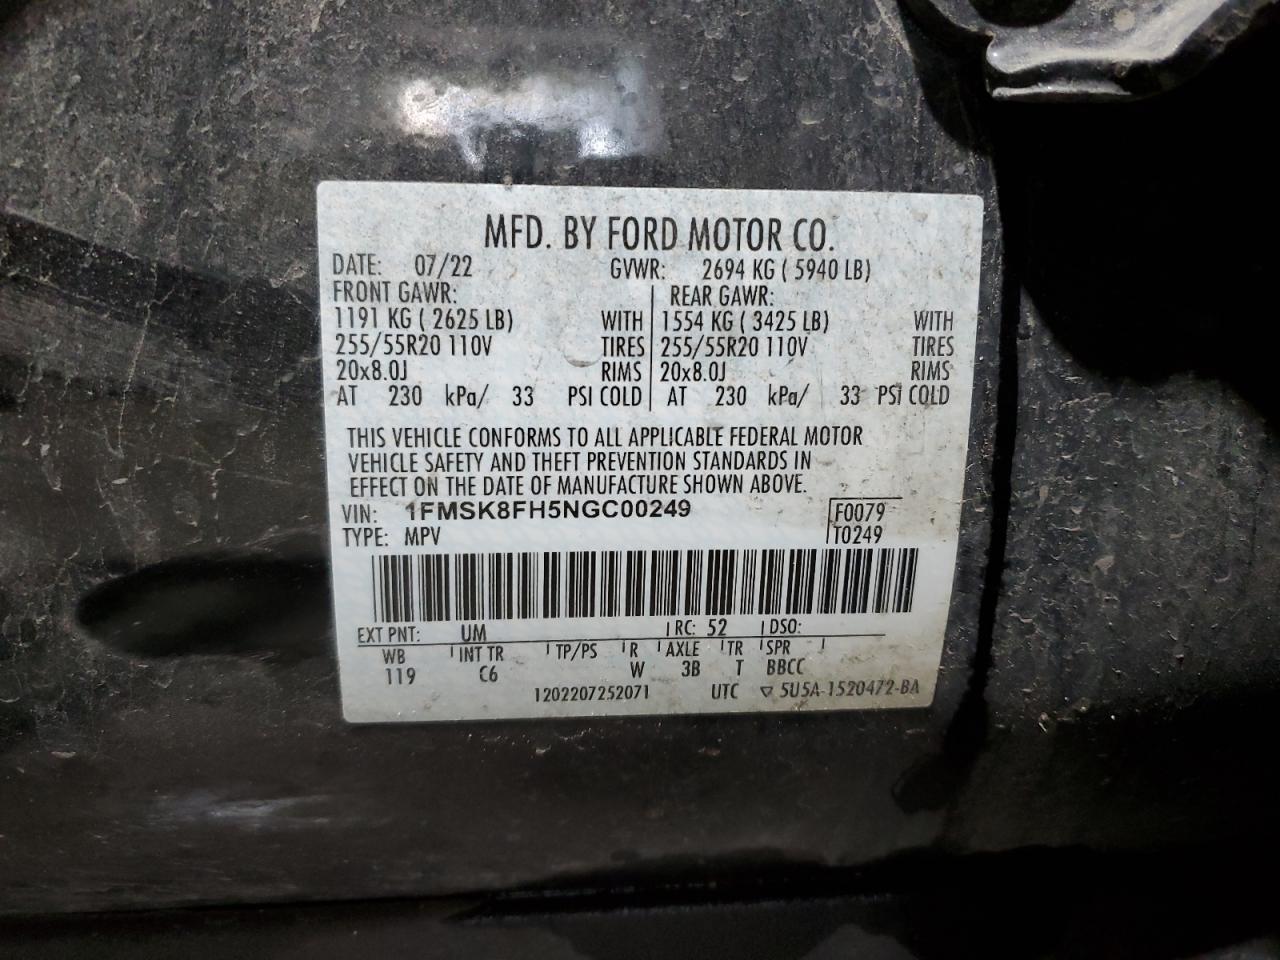 MFD. BY FORD MOTOR CO.
DATE: 07/22 GVWR: 2694 KG ( 5940 LB)
FRONT GAWR: REAR GAWR:
1191 KG ( 2625 LB) WITH 1554 KG ( 3425 LB) WITH
255/55R20 110V TIRES 255/55R20 110V TIRES
20x8.0J RIMS 20x8.0J RIMS
AT 230 kPa/ 33 PSI COLD AT 230 kPa/ 33 PSI COLD
THIS VEHICLE CONFORMS TO ALL APPLICABLE FEDERAL MOTOR
VEHICLE SAFETY AND THEFT PREVENTION STANDARDS IN
EFFECT ON THE DATE OF MANUFACTURE SHOWN ABOVE.
VIN: 1FMSK8FH5NGC00249 F0079
TYPE: MPV T0249
EXT PNT: UM RC: 52 DSO:
WB INT TR TP/PS R AXLE TR SPR
119 C6 W 3B T BBCC
1202207252071 UTC ▽ 5U5A-1520472-BA